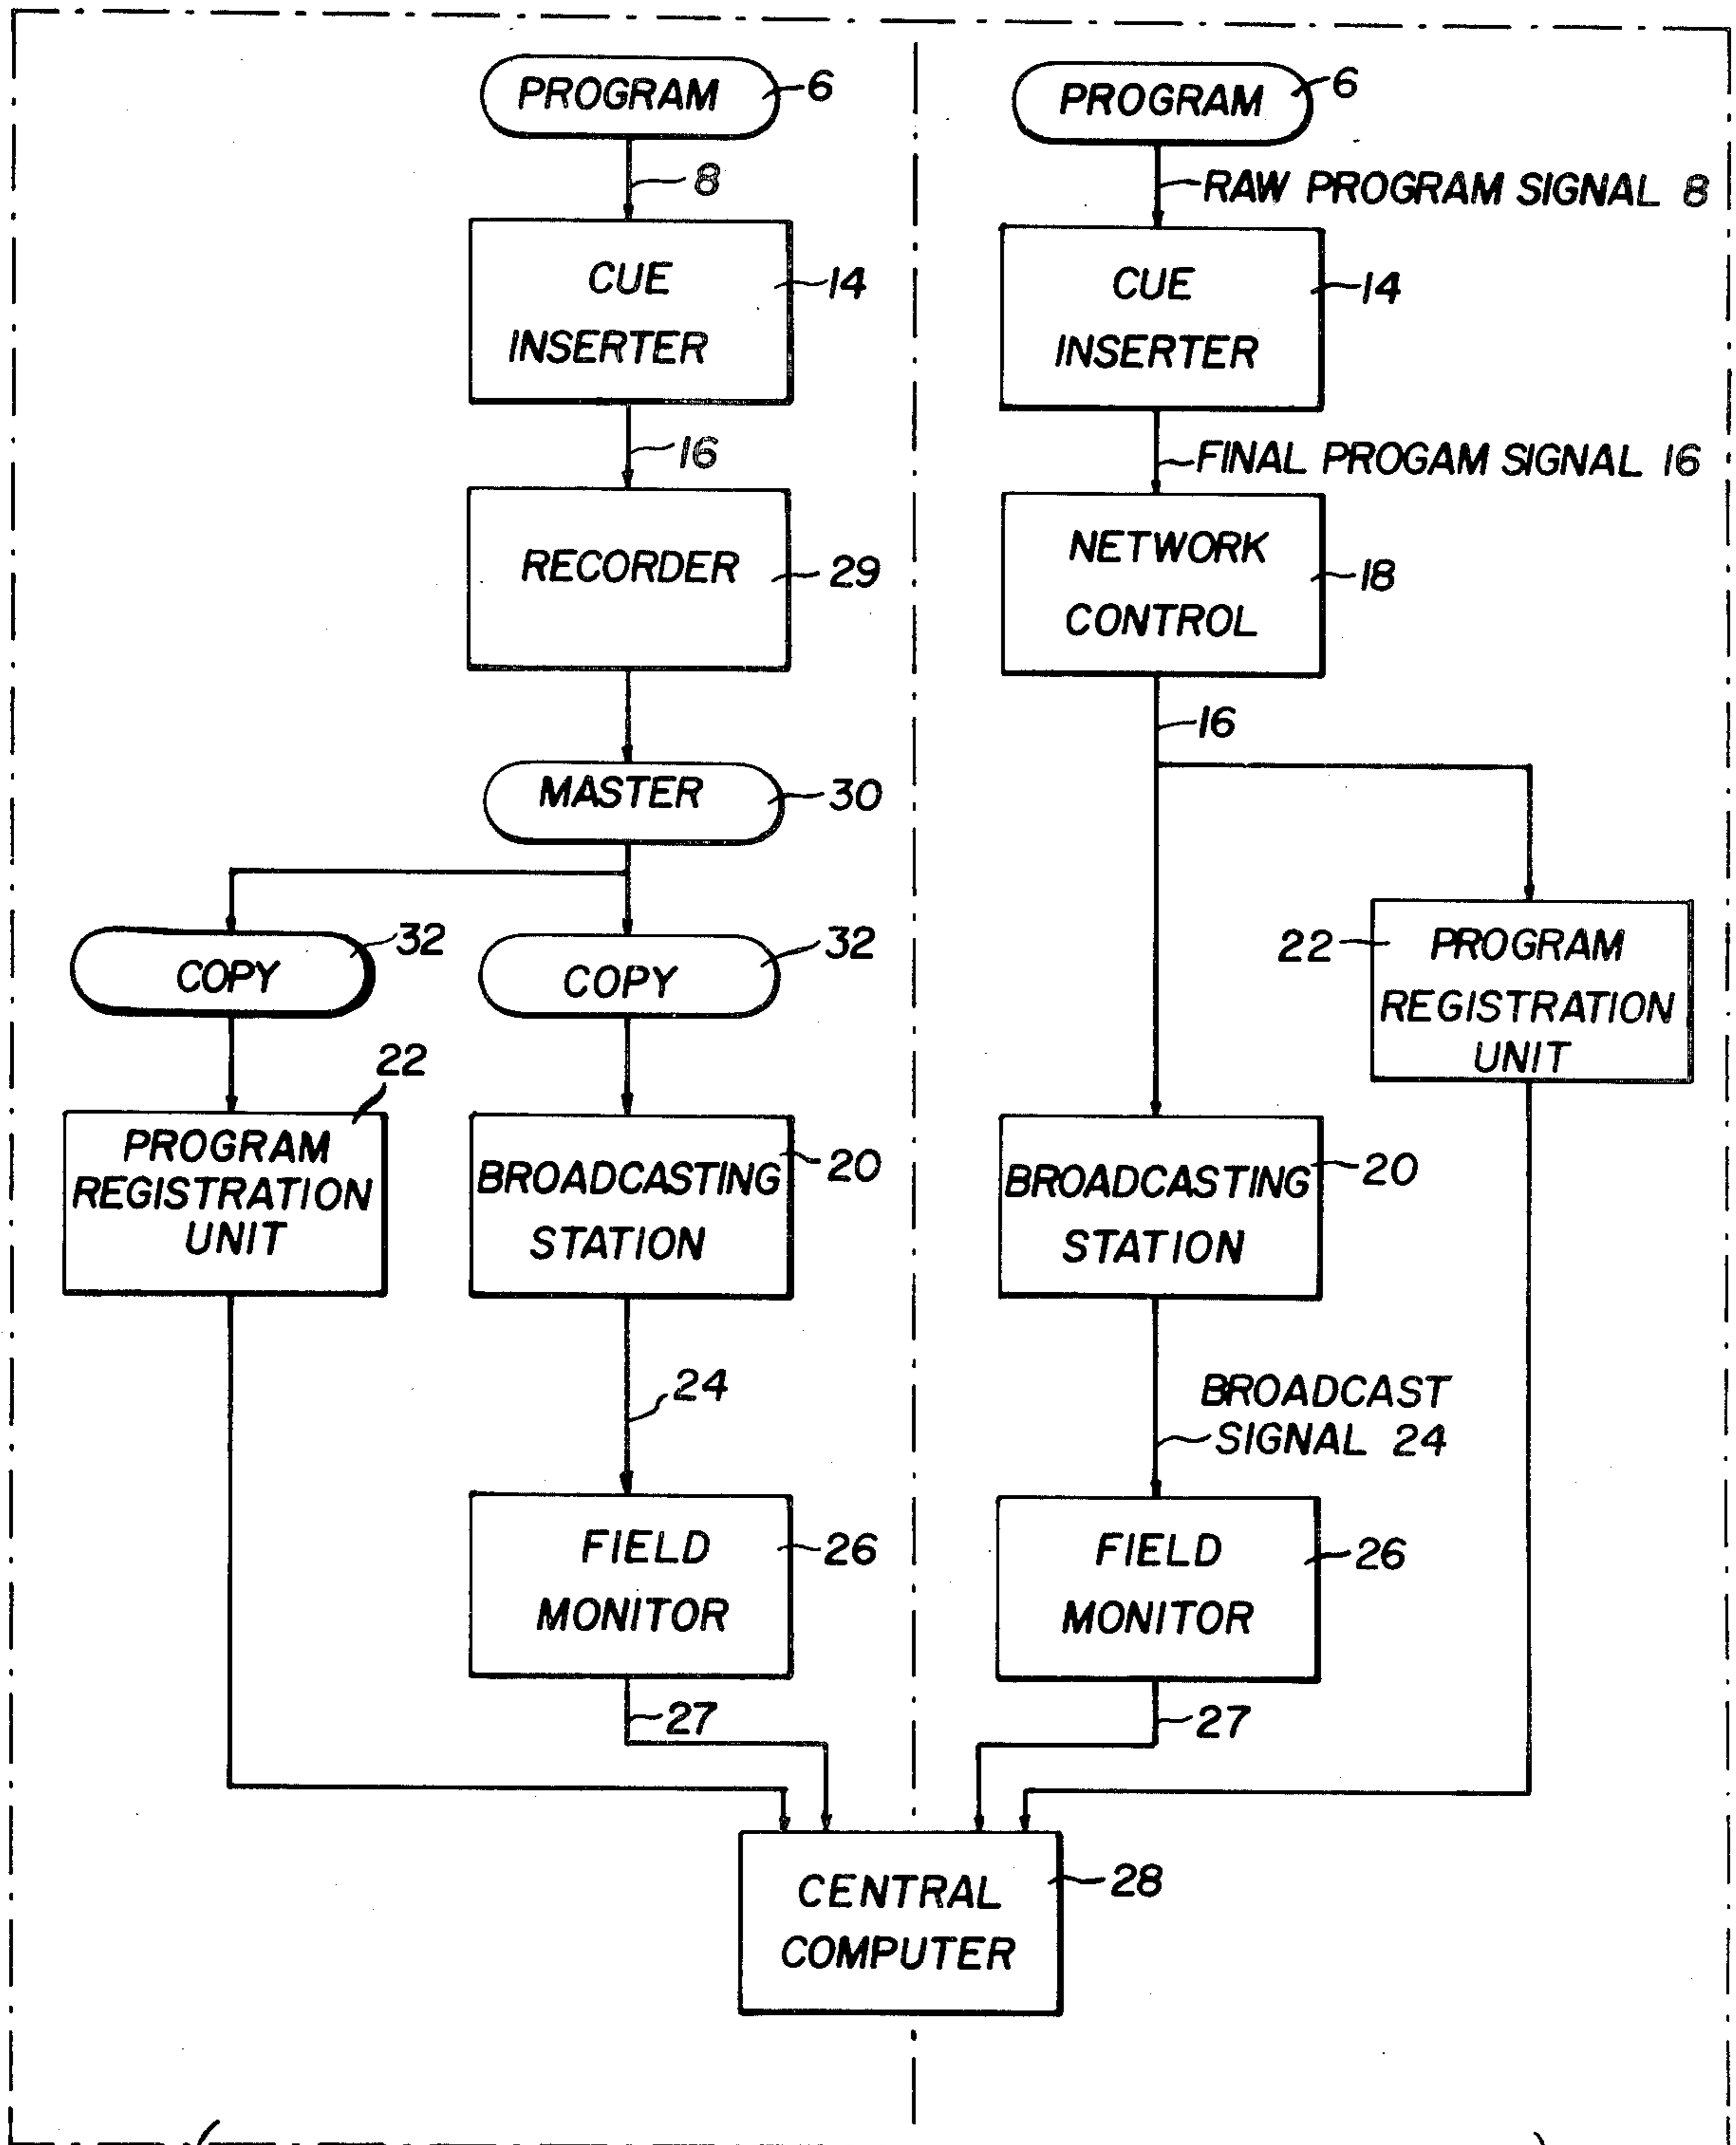 PROGRAM 6
8
CUE
INSERTER
14
16
RECORDER 29
MASTER 30
COPY 32
COPY 32
22
PROGRAM
REGISTRATION
UNIT
BROADCASTING
STATION
20
24
FIELD
MONITOR
26
27
PROGRAM 6
RAW PROGRAM SIGNAL 8
CUE
INSERTER
14
FINAL PROGAM SIGNAL 16
NETWORK
CONTROL
18
16
22 PROGRAM
REGISTRATION
UNIT
BROADCASTING
STATION
20
BROADCAST
SIGNAL 24
FIELD
MONITOR
26
27
CENTRAL
COMPUTER
28